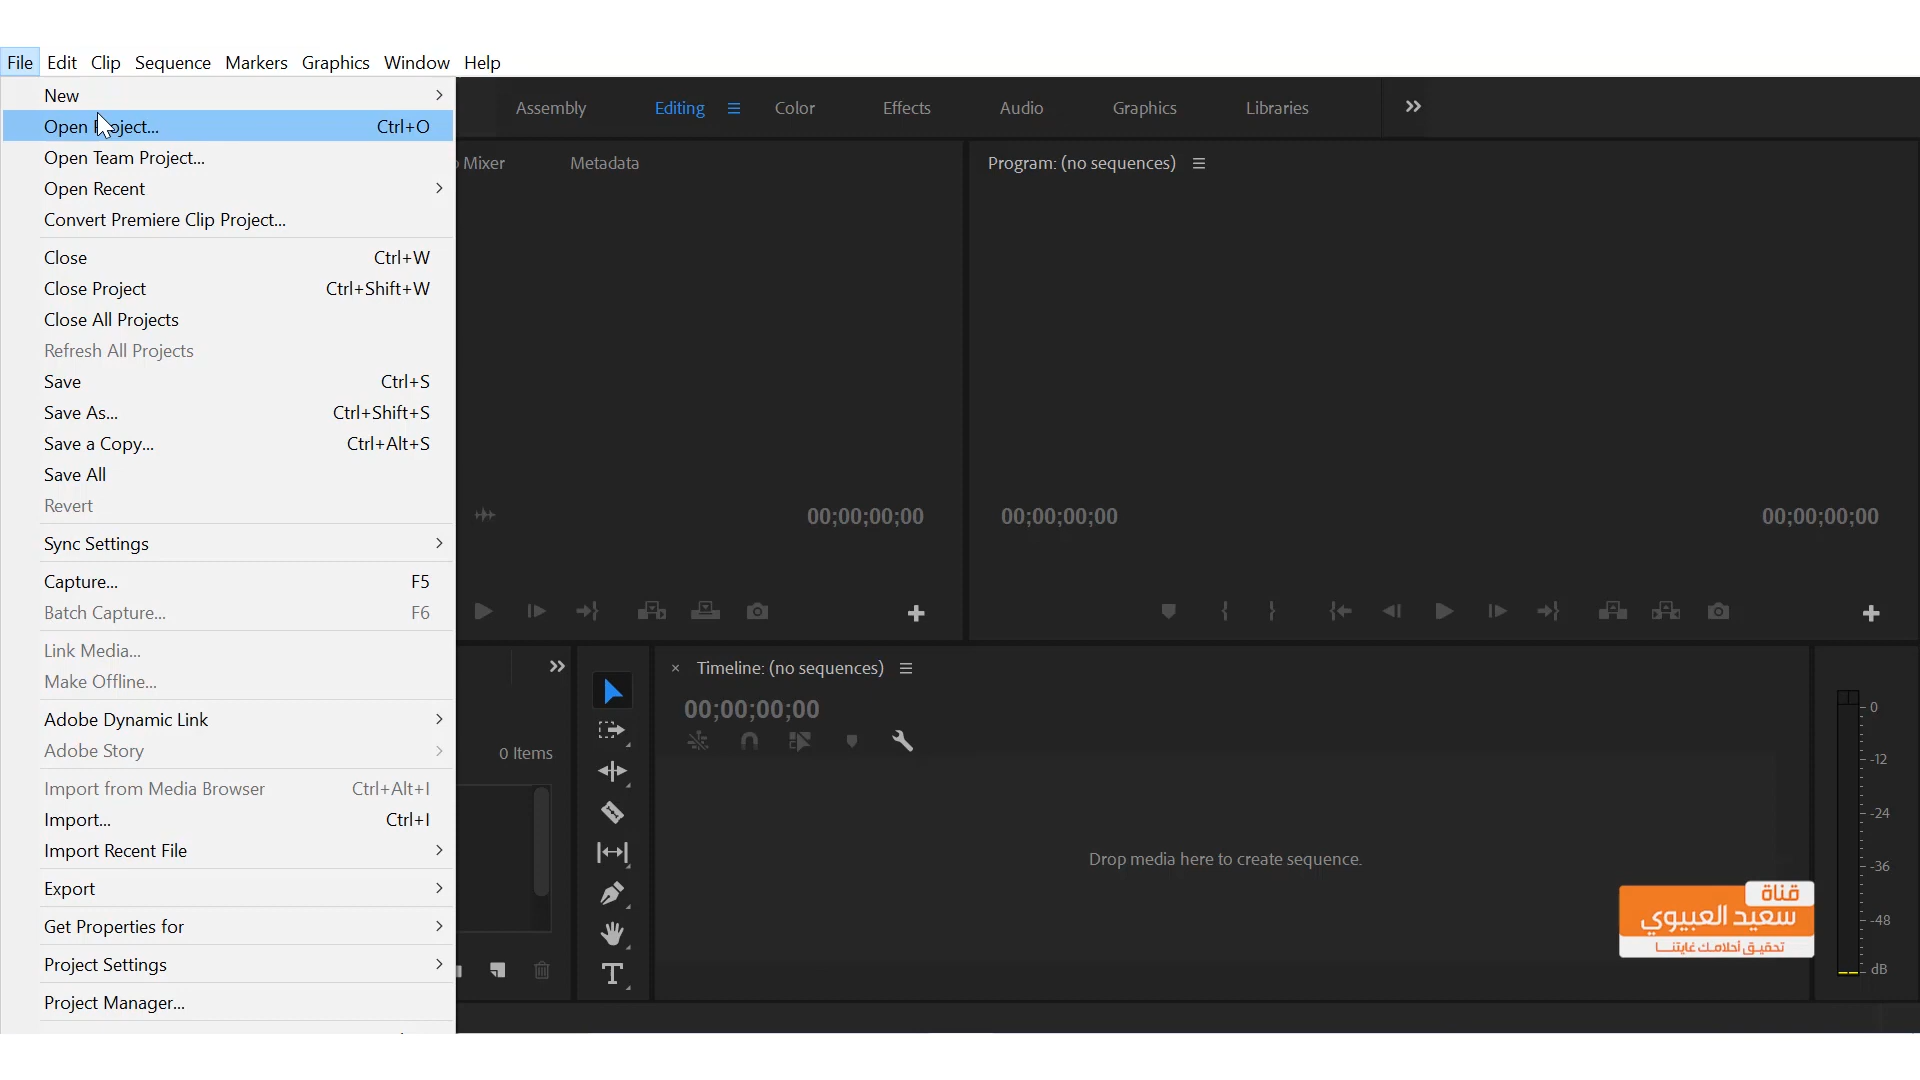 File Edit Clip Sequence Markers Graphics Window Help
New
Open Project... Ctrl+O
Open Team Project...
Open Recent
Convert Premiere Clip Project...
Close Ctrl+W
Close Project Ctrl+Shift+W
Close All Projects
Refresh All Projects
Save Ctrl+S
Save As... Ctrl+Shift+S
Save a Copy... Ctrl+Alt+S
Save All
Revert
Sync Settings
Capture... F5
Batch Capture... F6
Link Media...
Make Offline...
Adobe Dynamic Link
Adobe Story
Import from Media Browser Ctrl+Alt+I
Import... Ctrl+I
Import Recent File
Export
Get Properties for
Project Settings
Project Manager...
Assembly Editing Color Effects Audio Graphics Libraries
Mixer Metadata
Program: (no sequences)
00;00;00;00
00;00;00;00 00;00;00;00
0 Items
Timeline: (no sequences)
00;00;00;00
Drop media here to create sequence.
0
-12
-24
-36
-48
dB
قناة
سعيد العبيوي
تحقيق أحلامك غايتنا